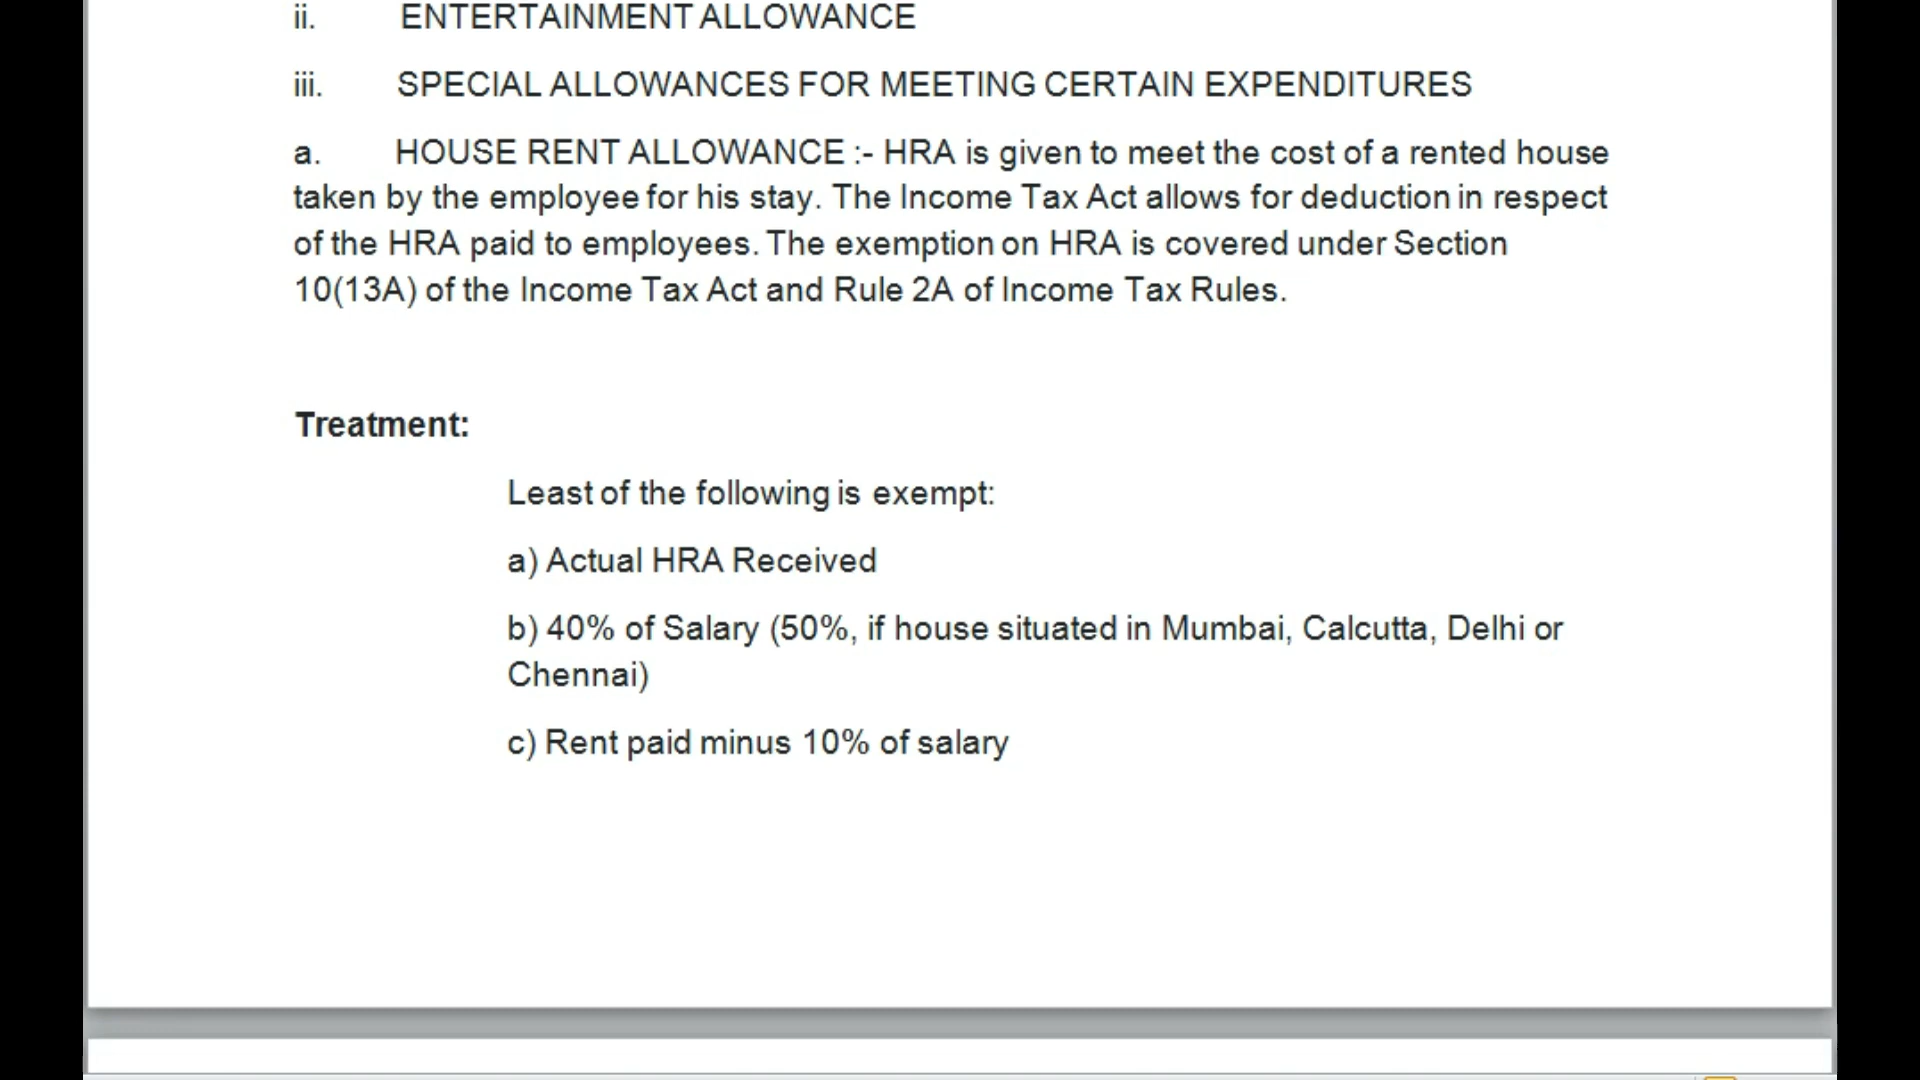 ii. ENTERTAINMENT ALLOWANCE
iii. SPECIAL ALLOWANCES FOR MEETING CERTAIN EXPENDITURES
a. HOUSE RENT ALLOWANCE :- HRA is given to meet the cost of a rented house
taken by the employee for his stay. The Income Tax Act allows for deduction in respect
of the HRA paid to employees. The exemption on HRA is covered under Section
10(13A) of the Income Tax Act and Rule 2A of Income Tax Rules.
Treatment:
Least of the following is exempt:
a) Actual HRA Received
b) 40% of Salary (50%, if house situated in Mumbai, Calcutta, Delhi or
Chennai)
c) Rent paid minus 10% of salary